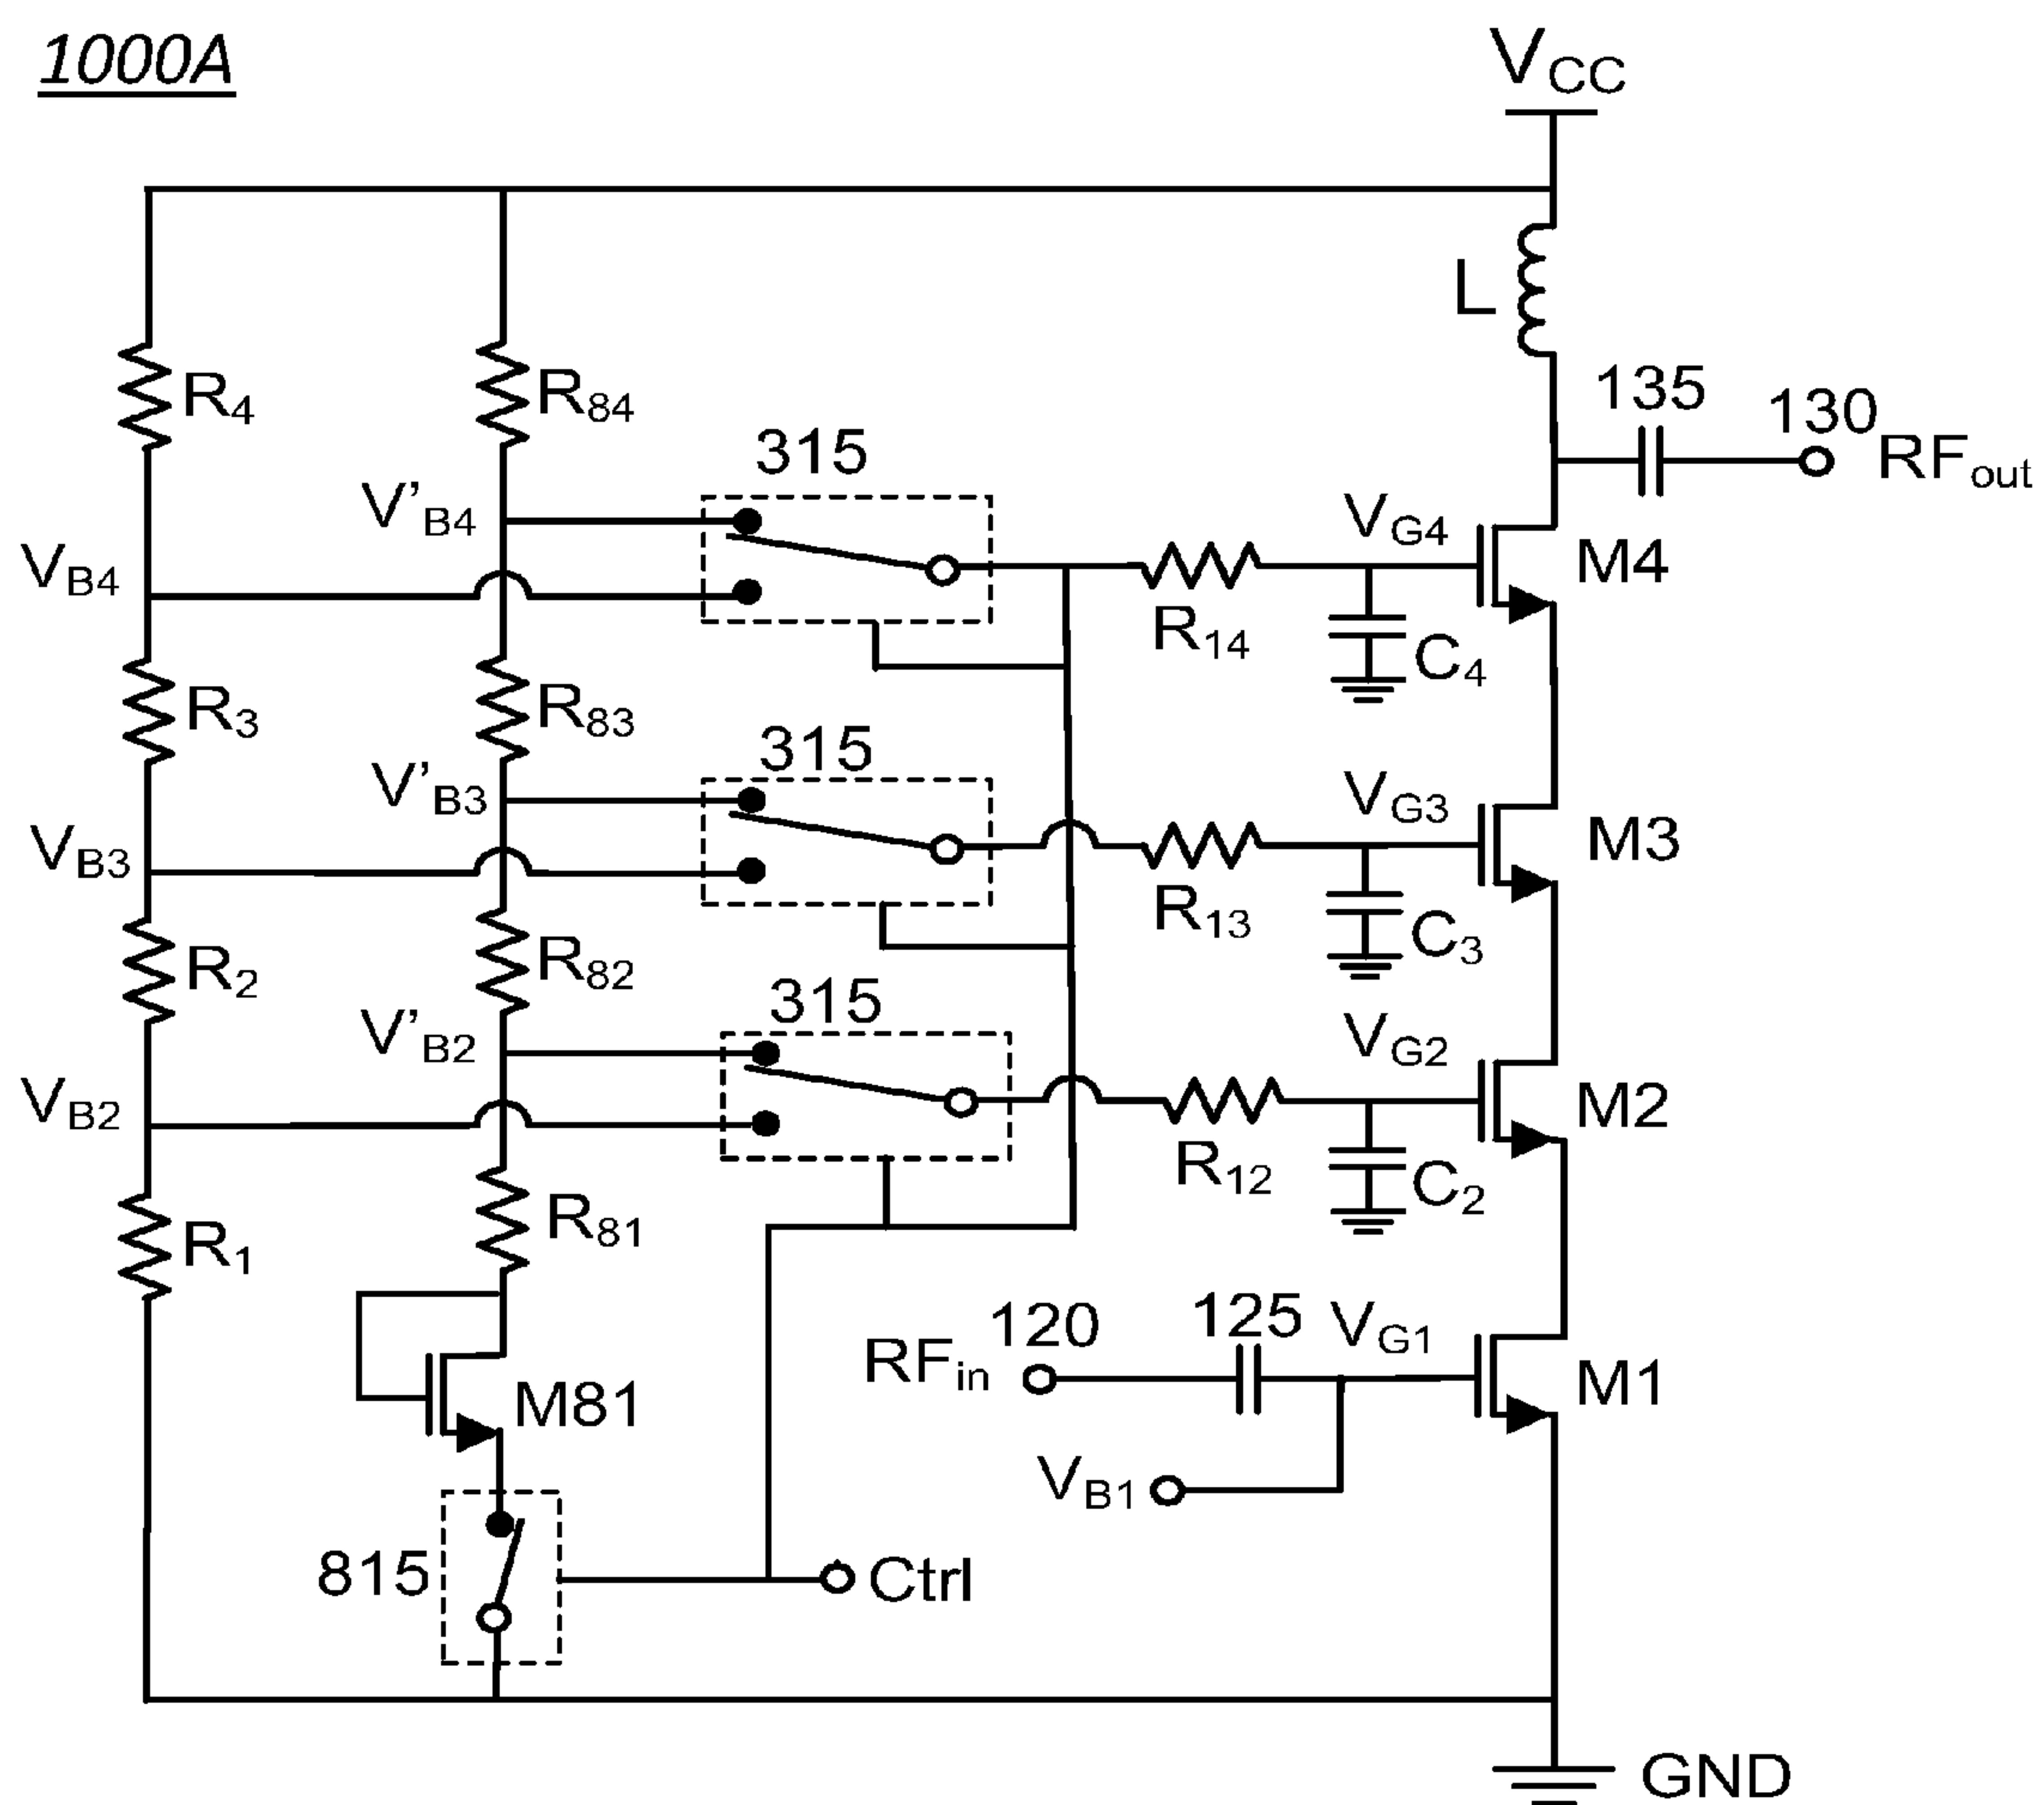 1000A
VCC
L
135
130
RFout
R4
R84
315
V'B4
VG4
VB4
M4
R14
C4
R3
R83
315
V'B3
VG3
VB3
M3
R13
C3
R2
R82
315
V'B2
VG2
VB2
M2
R12
C2
R1
R81
RFin
120
125
VG1
M1
M81
VB1
815
Ctrl
GND